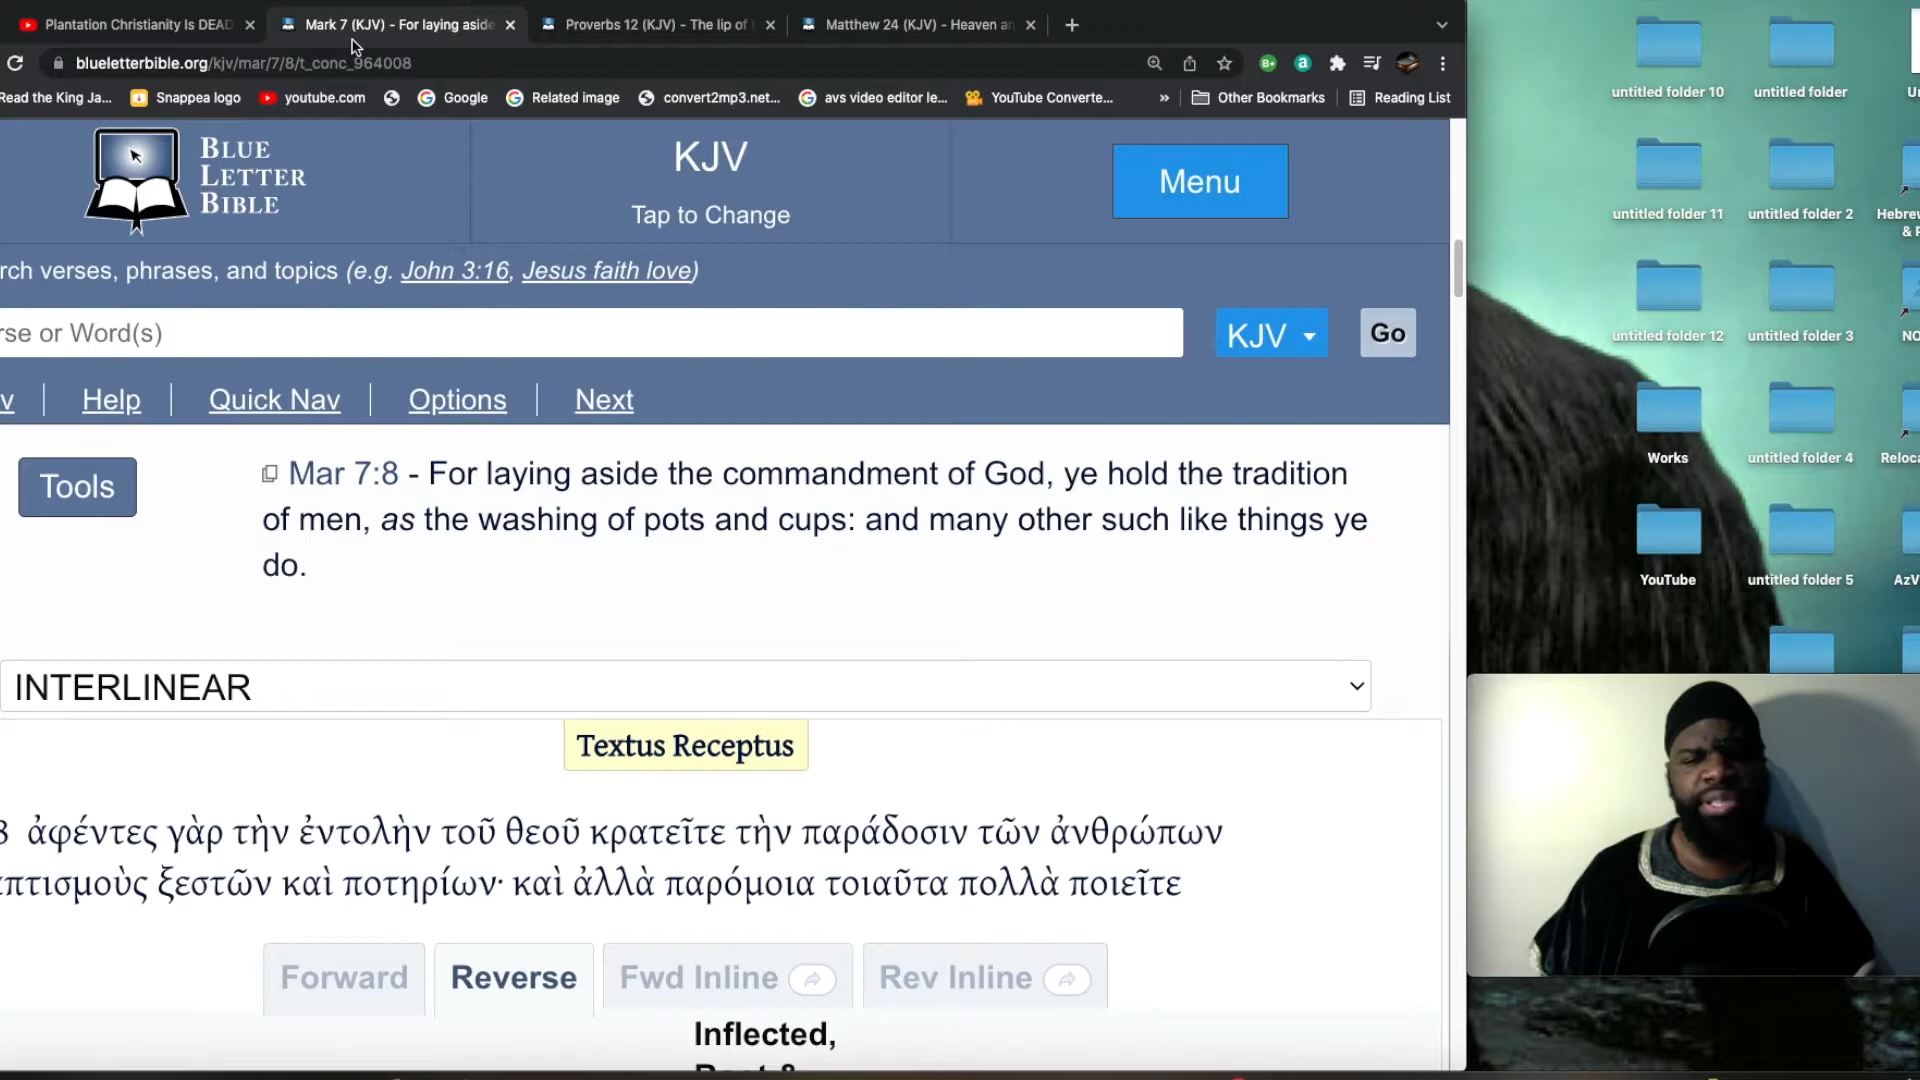 Plantation Christianity Is DEAD
Mark 7 (KJV) - For laying aside
Proverbs 12 (KJV) - The lip of
Matthew 24 (KJV) - Heaven an
blueletterbible.org/kjv/mar/7/8/t_conc_964008
Read the King Ja...
Snappea logo
youtube.com
Google
Related image
convert2mp3.net...
avs video editor le...
YouTube Converte...
»
Other Bookmarks
Reading List
BLUE
LETTER
BIBLE
KJV
Tap to Change
Menu
rch verses, phrases, and topics (e.g. John 3:16, Jesus faith love)
rse or Word(s)
KJV
Go
v
Help
Quick Nav
Options
Next
Tools
Mar 7:8 - For laying aside the commandment of God, ye hold the tradition
of men, as the washing of pots and cups: and many other such like things ye
do.
INTERLINEAR
Textus Receptus
8 ἀφέντες γὰρ τὴν ἐντολὴν τοῦ θεοῦ κρατεῖτε τὴν παράδοσιν τῶν ἀνθρώπων
πτισμοὺς ξεστῶν καὶ ποτηρίων· καὶ ἀλλὰ παρόμοια τοιαῦτα πολλὰ ποιεῖτε
Forward
Reverse
Fwd Inline
Rev Inline
Inflected,
untitled folder 10
untitled folder
untitled folder 11
untitled folder 2
Hebrew
& P
untitled folder 12
untitled folder 3
NO
Works
untitled folder 4
Reloca
YouTube
untitled folder 5
AzV